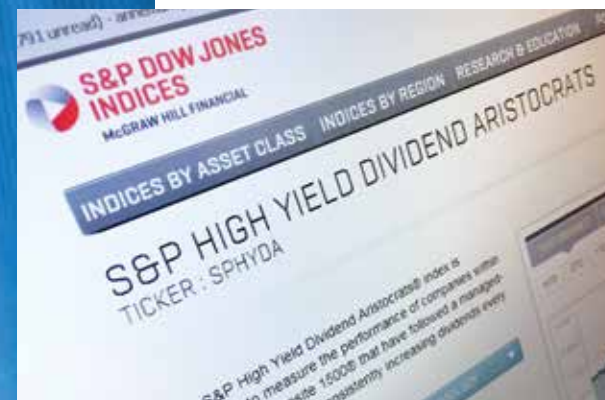 791 unread) -
S&P DOW JONES
INDICES
McGRAW HILL FINANCIAL
INDICES BY ASSET CLASS INDICES BY REGION RESEARCH & EDUCATION
S&P HIGH YIELD DIVIDEND ARISTOCRATS
TICKER : SPHYDA
S&P High Yield Dividend Aristocrats® index is
to measure the performance of companies within
1500® that have followed a managed-
consistently increasing dividends every